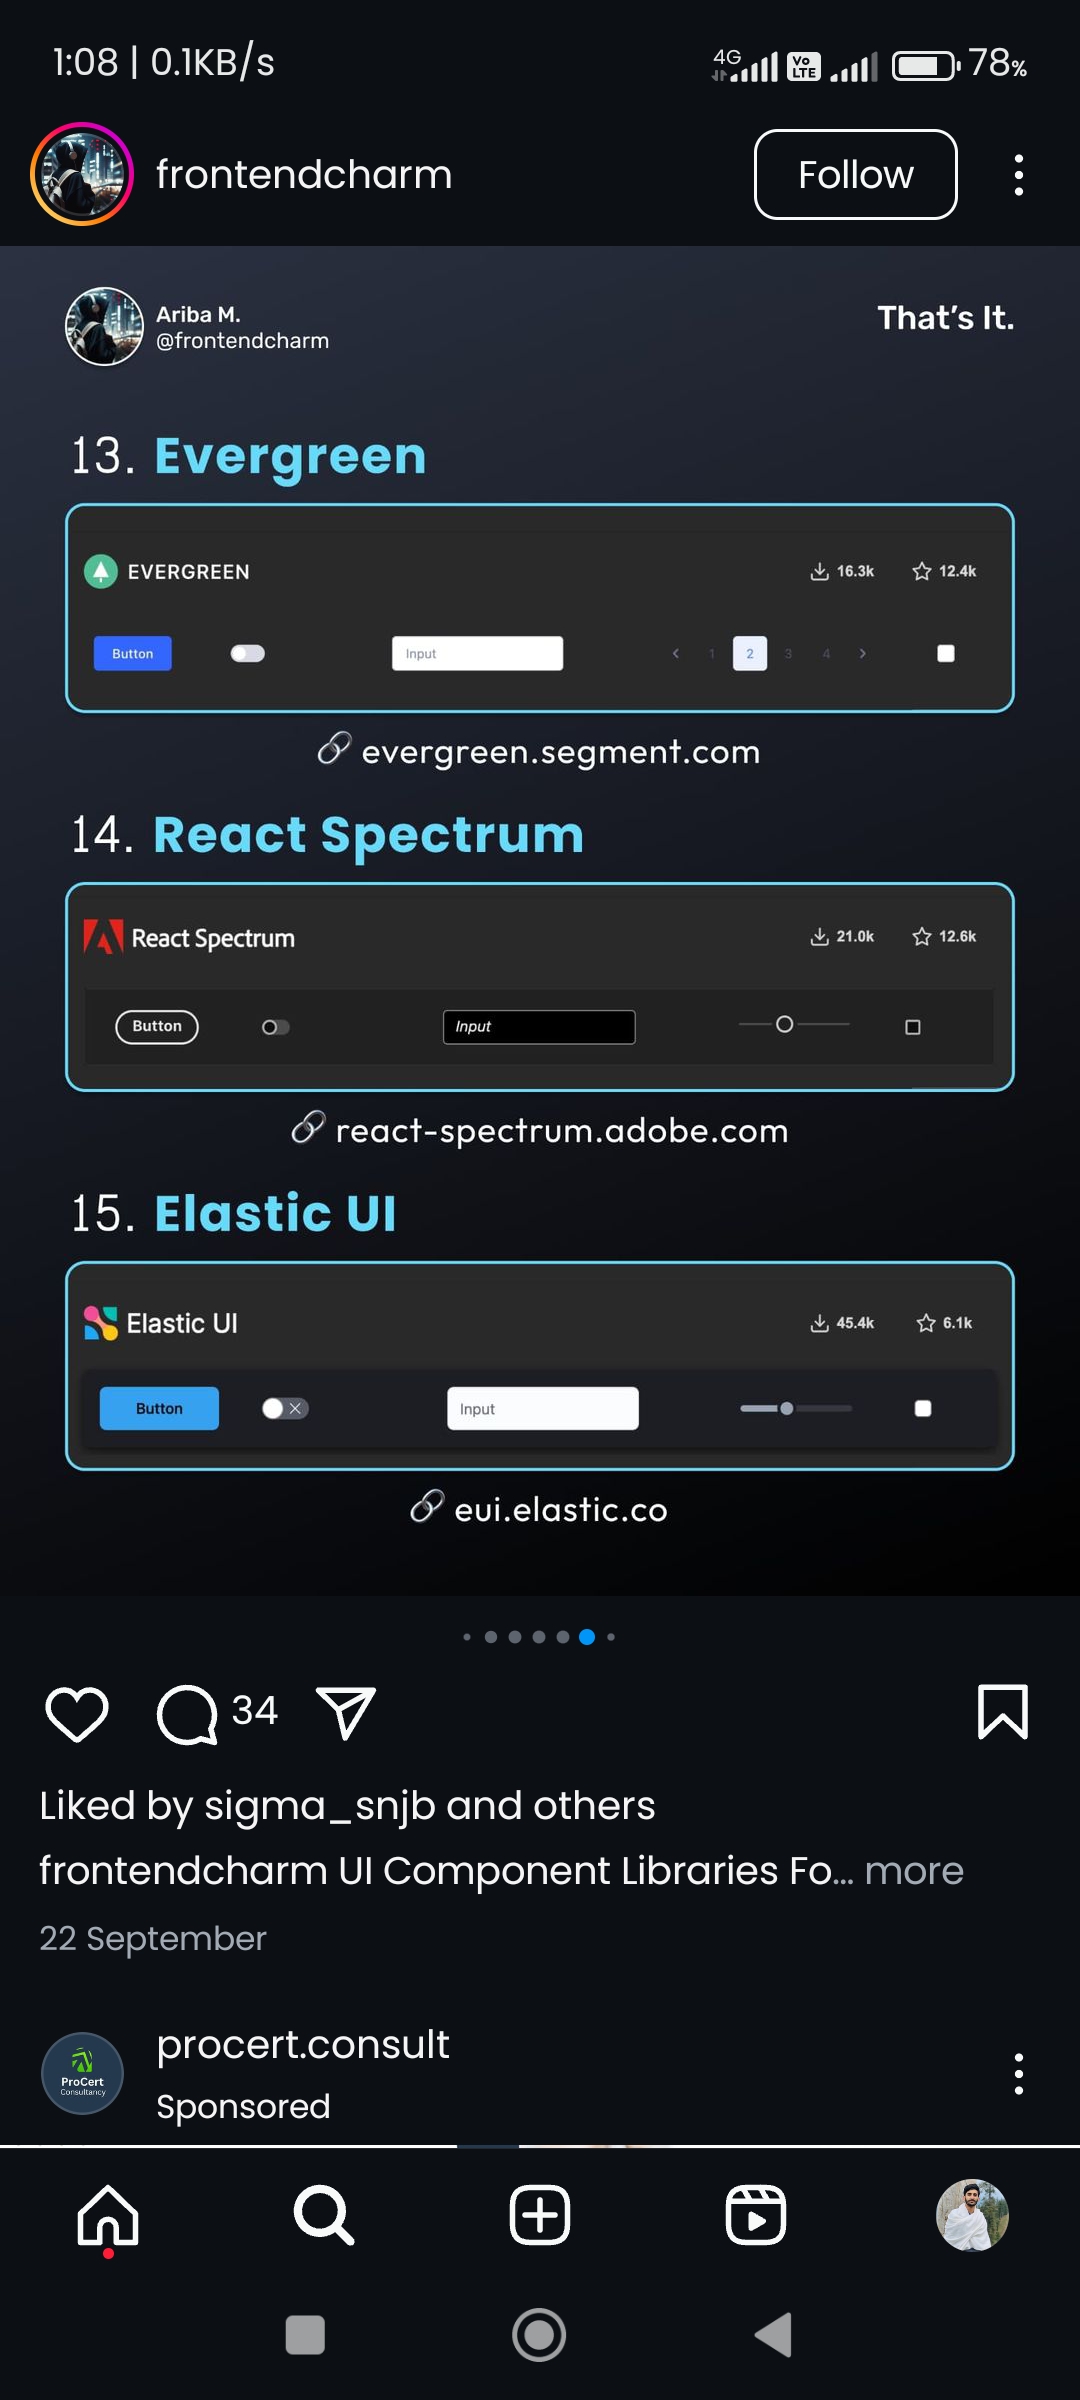 1:08 | 0.1KB/s
4G
Vo
LTE
78%
frontendcharm
Follow
Ariba M.
@frontendcharm
That's It.
13. Evergreen
EVERGREEN
16.3k
12.4k
Button
Input
1
2
3
4
evergreen.segment.com
14. React Spectrum
React Spectrum
21.0k
12.6k
Button
Input
react-spectrum.adobe.com
15. Elastic UI
Elastic UI
45.4k
6.1k
Button
Input
eui.elastic.co
34
Liked by sigma_snjb and others
frontendcharm UI Component Libraries Fo... more
22 September
ProCert
Consultancy
procert.consult
Sponsored